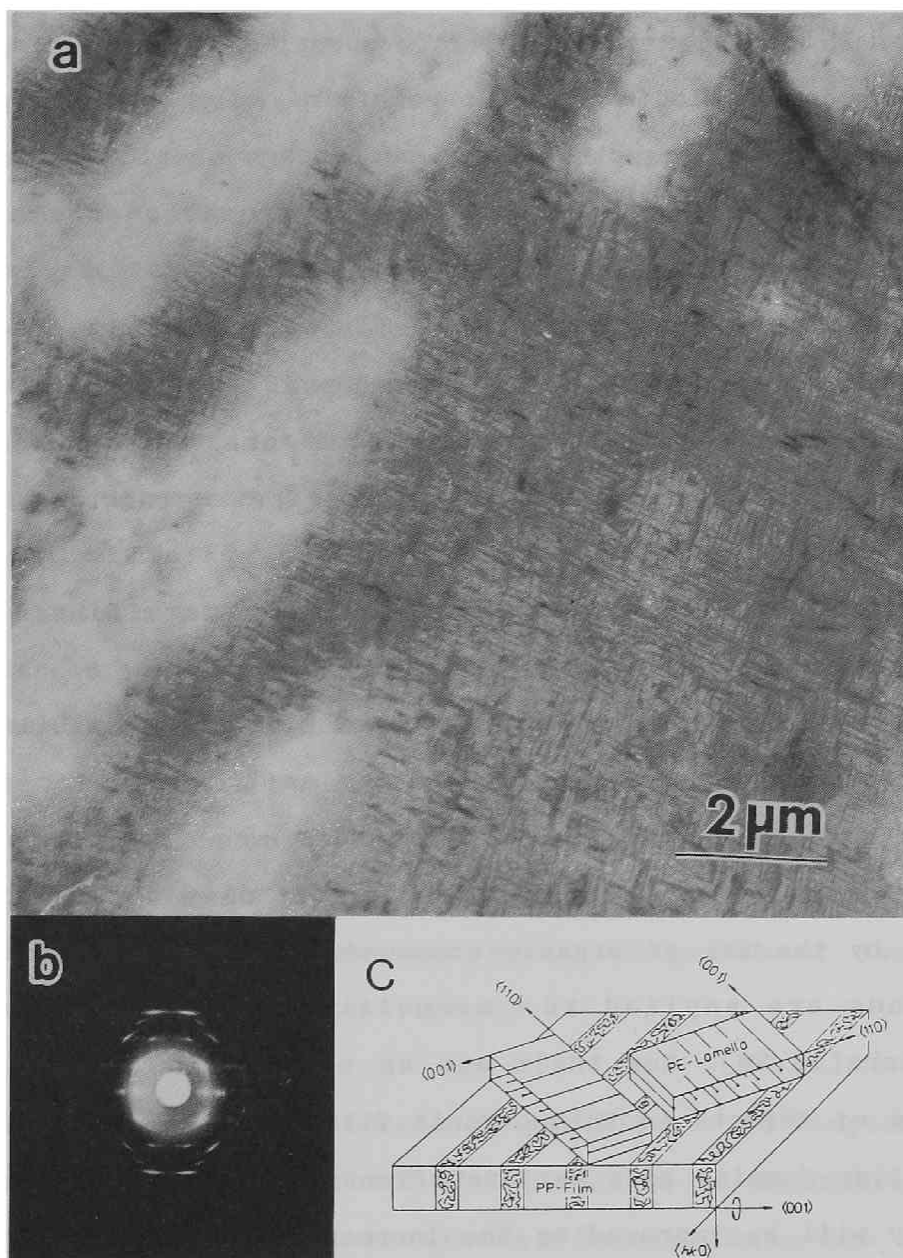 a
2 µm
b
C
⟨110⟩
⟨001⟩
⟨001⟩
PE-Lamella
⟨110⟩
PP-Film
⟨001⟩
⟨hk0⟩